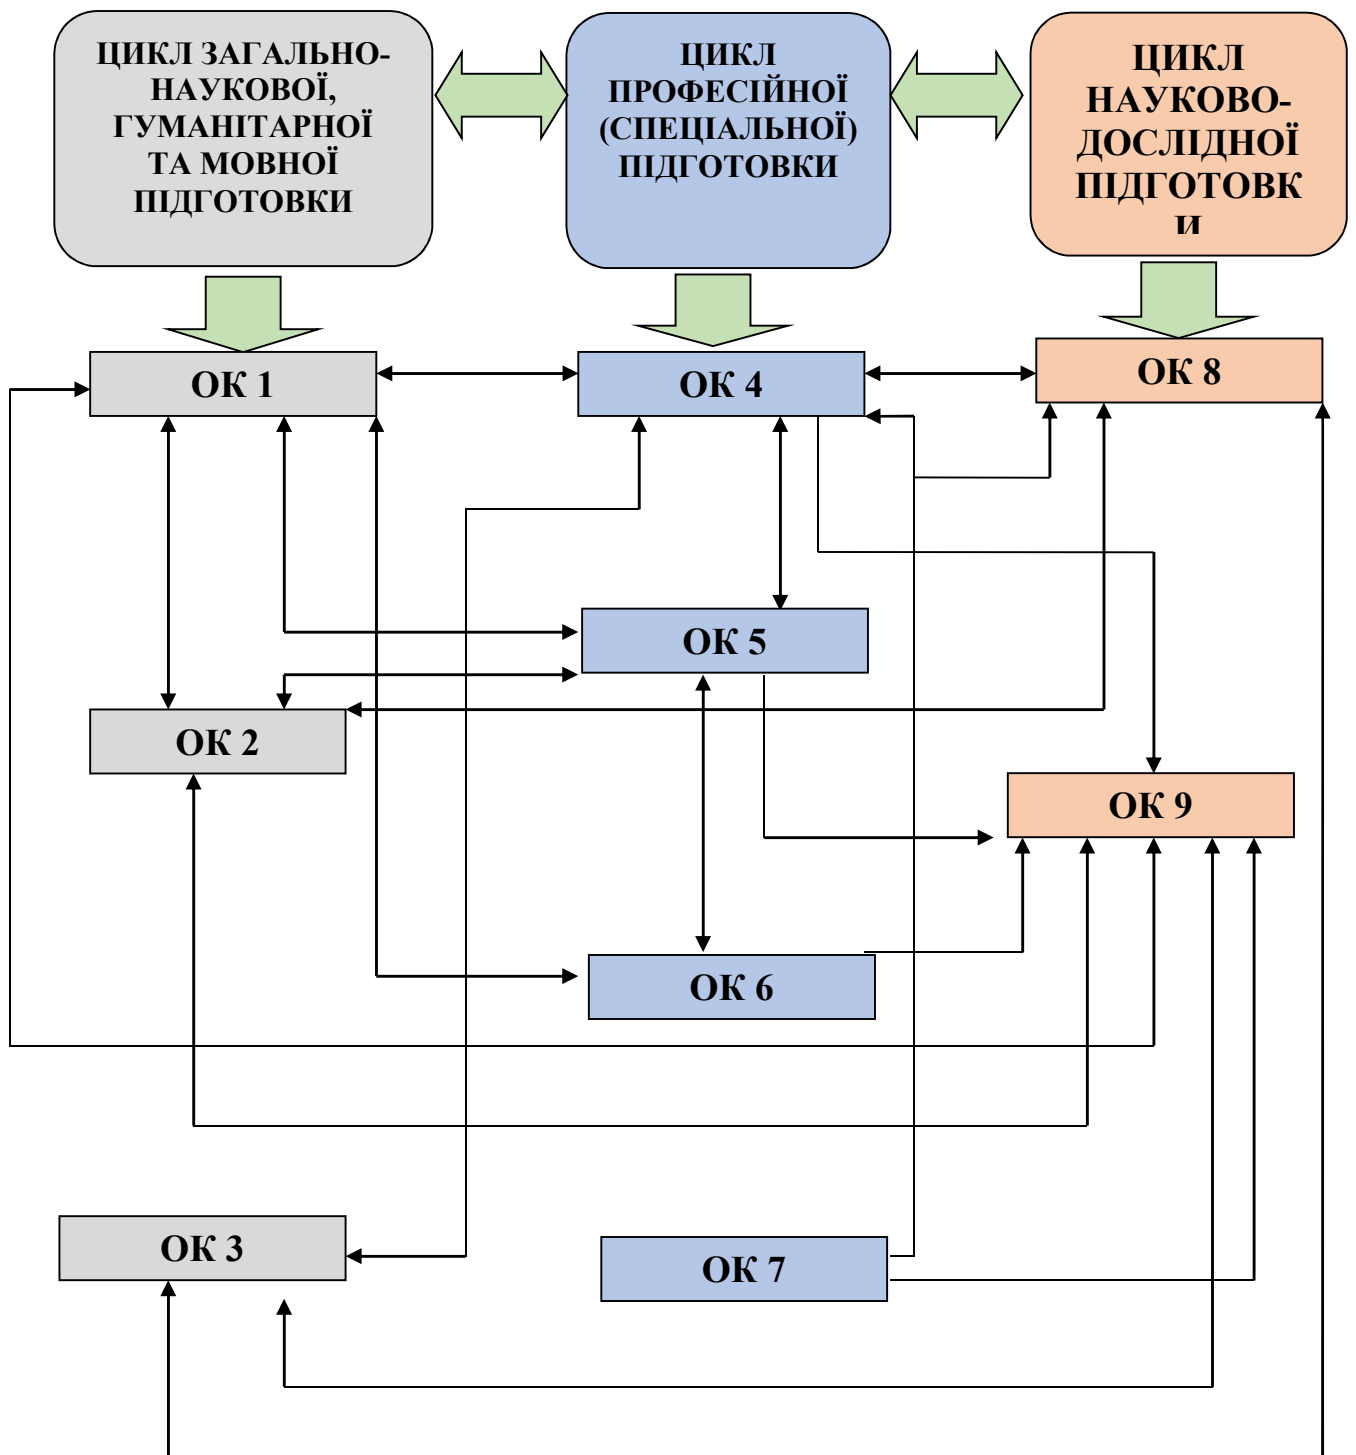 ЦИКЛ ЗАГАЛЬНО-
НАУКОВОЇ,
ГУМАНІТАРНОЇ
ТА МОВНОЇ
ПІДГОТОВКИ
ЦИКЛ
ПРОФЕСІЙНОЇ
(СПЕЦІАЛЬНОЇ)
ПІДГОТОВКИ
ЦИКЛ
НАУКОВО-
ДОСЛІДНОЇ
ПІДГОТОВК
И
ОК 1
ОК 4
ОК 8
ОК 5
ОК 2
ОК 9
ОК 6
ОК 3
ОК 7